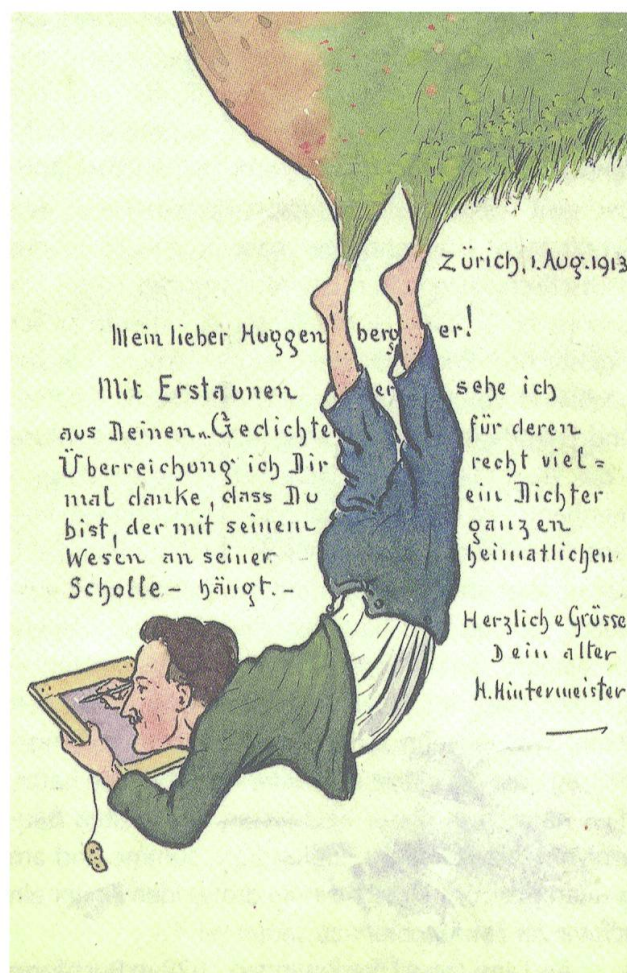 Zürich, 1. Aug. 1913
Mein lieber Huggenberger!
Mit Erstaunen ersehe ich
aus Deinen „Gedichten für deren
Überreichung ich Dir recht viel=
mal danke, dass Du ein Dichter
bist, der mit seinem ganzen
Wesen an seiner heimatlichen
Scholle – hängt. –
Herzliche Grüsse
Dein alter
H. Hintermeister